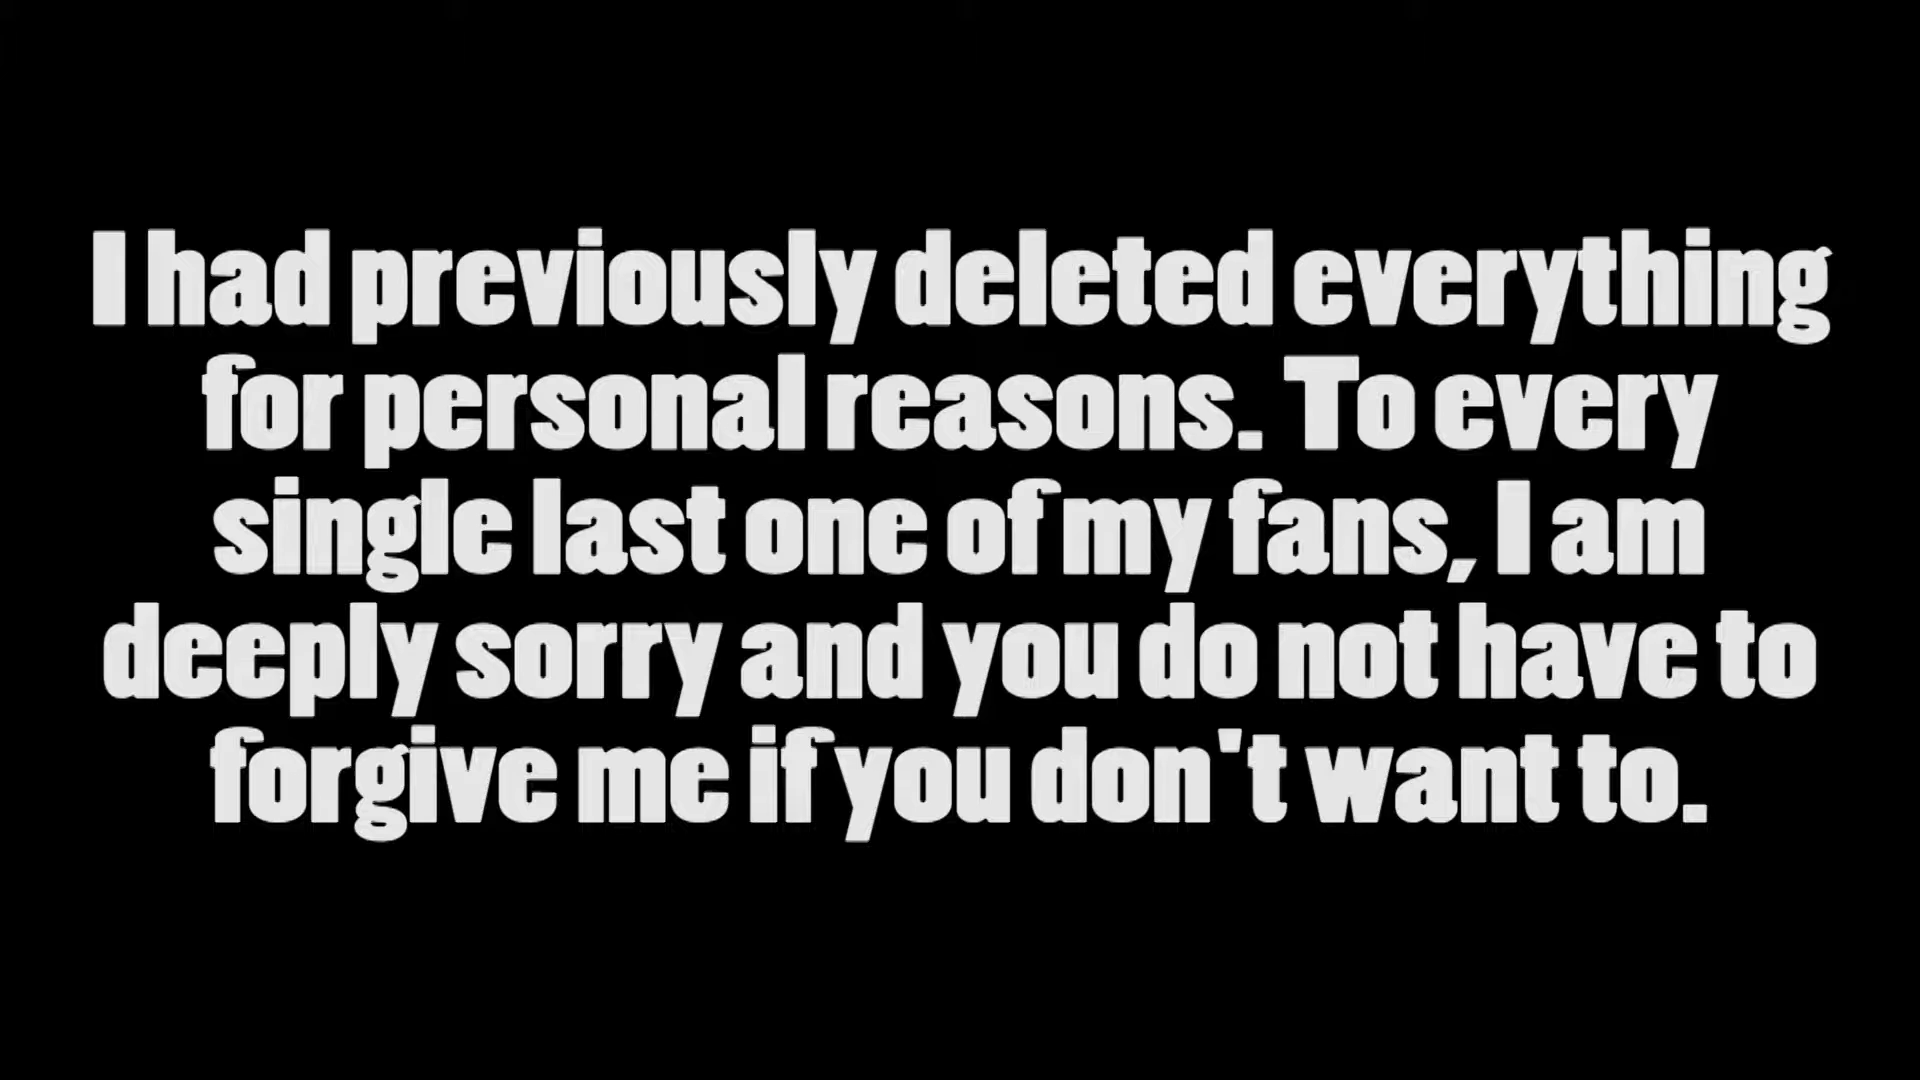 I had previously deleted everything
for personal reasons. To every
single last one of my fans, I am
deeply sorry and you do not have to
forgive me if you don't want to.